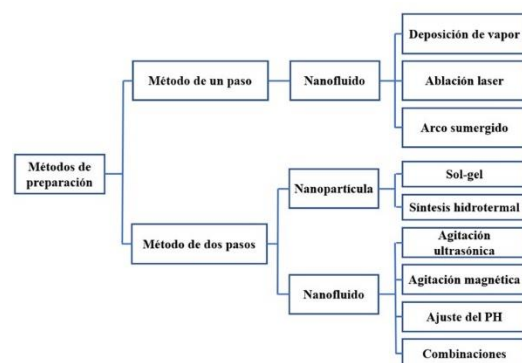 Métodos de
preparación
Método de un paso
Nanofluido
Deposición de vapor
Ablación laser
Arco sumergido
Método de dos pasos
Nanopartícula
Sol-gel
Síntesis hidrotermal
Nanofluido
Agitación
ultrasónica
Agitación magnética
Ajuste del PH
Combinaciones